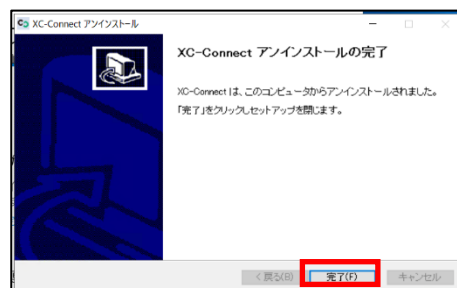 XC-Connect アンインストール
XC-Connect アンインストールの完了
XC-Connect は、このコンピュータからアンインストールされました。
「完了」をクリックしセットアップを閉じます。
< 戻る(B)
完了(F)
キャンセル